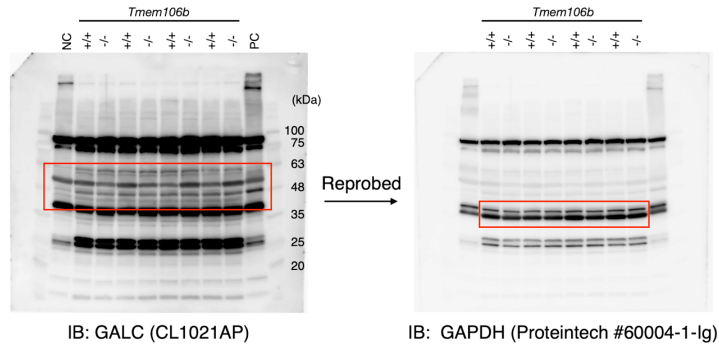 Tmem106b
Tmem106b
NC +/+ -/- +/+ -/- +/+ -/- +/+ -/- PC
+/+ -/- +/+ -/- +/+ -/- +/+ -/-
(kDa)
100
75
63
48
35
25
20
Reprobed
IB: GALC (CL1021AP)
IB: GAPDH (Proteintech #60004-1-Ig)